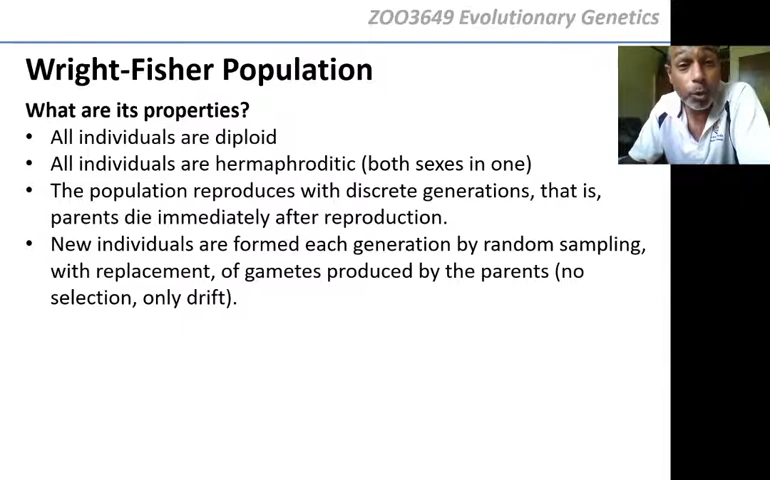 ZOO3649 Evolutionary Genetics
Wright-Fisher Population
What are its properties?
• All individuals are diploid
• All individuals are hermaphroditic (both sexes in one)
• The population reproduces with discrete generations, that is,
parents die immediately after reproduction.
• New individuals are formed each generation by random sampling,
with replacement, of gametes produced by the parents (no
selection, only drift).